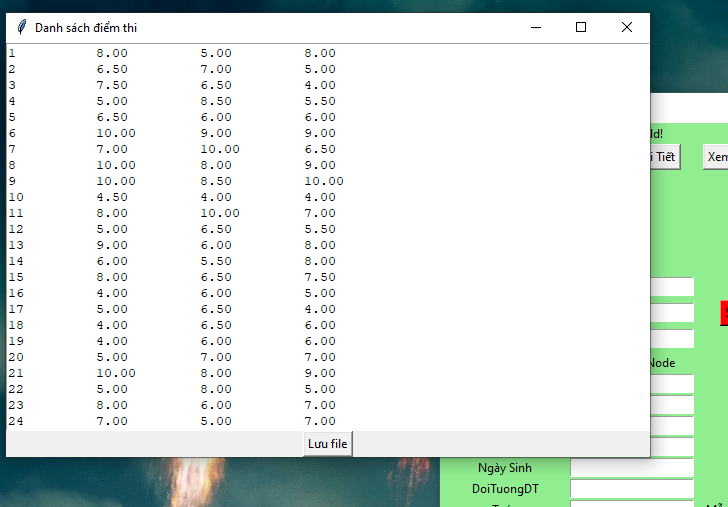 Danh sách điểm thi
1 8.00 5.00 8.00
2 6.50 7.00 5.00
3 7.50 6.50 4.00
4 5.00 8.50 5.50
5 6.50 6.00 6.00
6 10.00 9.00 9.00
7 7.00 10.00 6.50
8 10.00 8.00 9.00
9 10.00 8.50 10.00
10 4.50 4.00 4.00
11 8.00 10.00 7.00
12 5.00 6.50 5.50
13 9.00 6.00 8.00
14 6.00 5.50 8.00
15 8.00 6.50 7.50
16 4.00 6.00 5.00
17 5.00 6.50 4.00
18 4.00 6.50 6.00
19 4.00 6.00 6.00
20 5.00 7.00 7.00
21 10.00 8.00 9.00
22 5.00 8.00 5.00
23 8.00 6.00 7.00
24 7.00 5.00 7.00
Lưu file
ld!
i Tiết Xem
Node
Ngày Sinh
DoiTuongDT